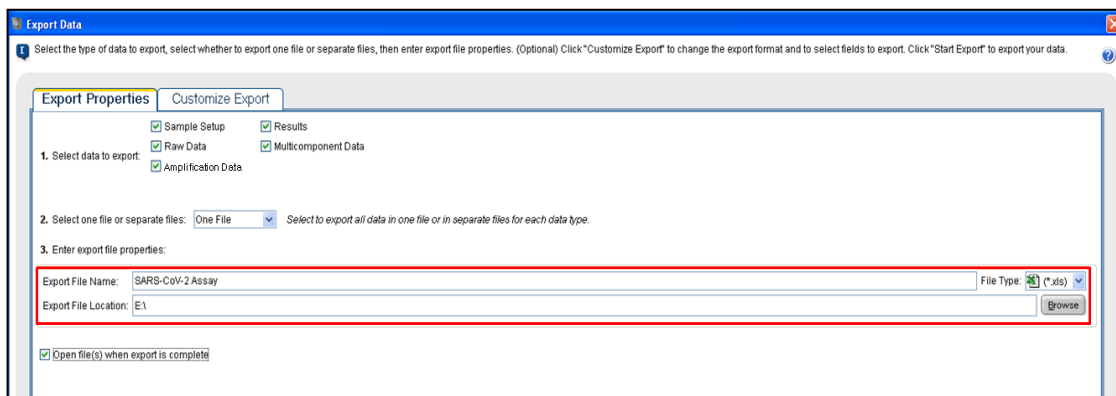 Export Data
Select the type of data to export, select whether to export one file or separate files, then enter export file properties. (Optional) Click "Customize Export" to change the export format and to select fields to export. Click "Start Export" to export your data.
Export Properties Customize Export
Sample Setup Results
1. Select data to export: Raw Data Multicomponent Data
Amplification Data
2. Select one file or separate files: One File Select to export all data in one file or in separate files for each data type.
3. Enter export file properties:
Export File Name: SARS-CoV-2 Assay File Type: (*.xls)
Export File Location: E:\ Browse
Open file(s) when export is complete